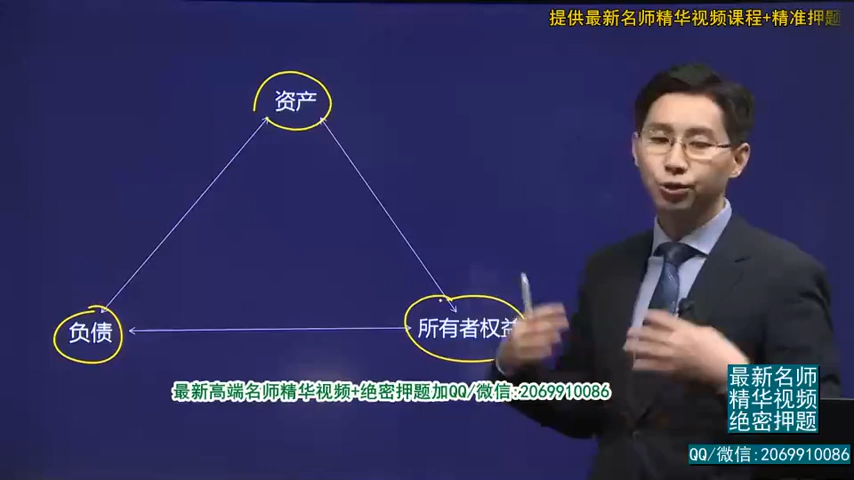 提供最新名师精华视频课程+精准押题
资产
负债
所有者权益
最新高端名师精华视频+绝密押题加QQ/微信:2069910086
最新名师
精华视频
绝密押题
QQ/微信:2069910086